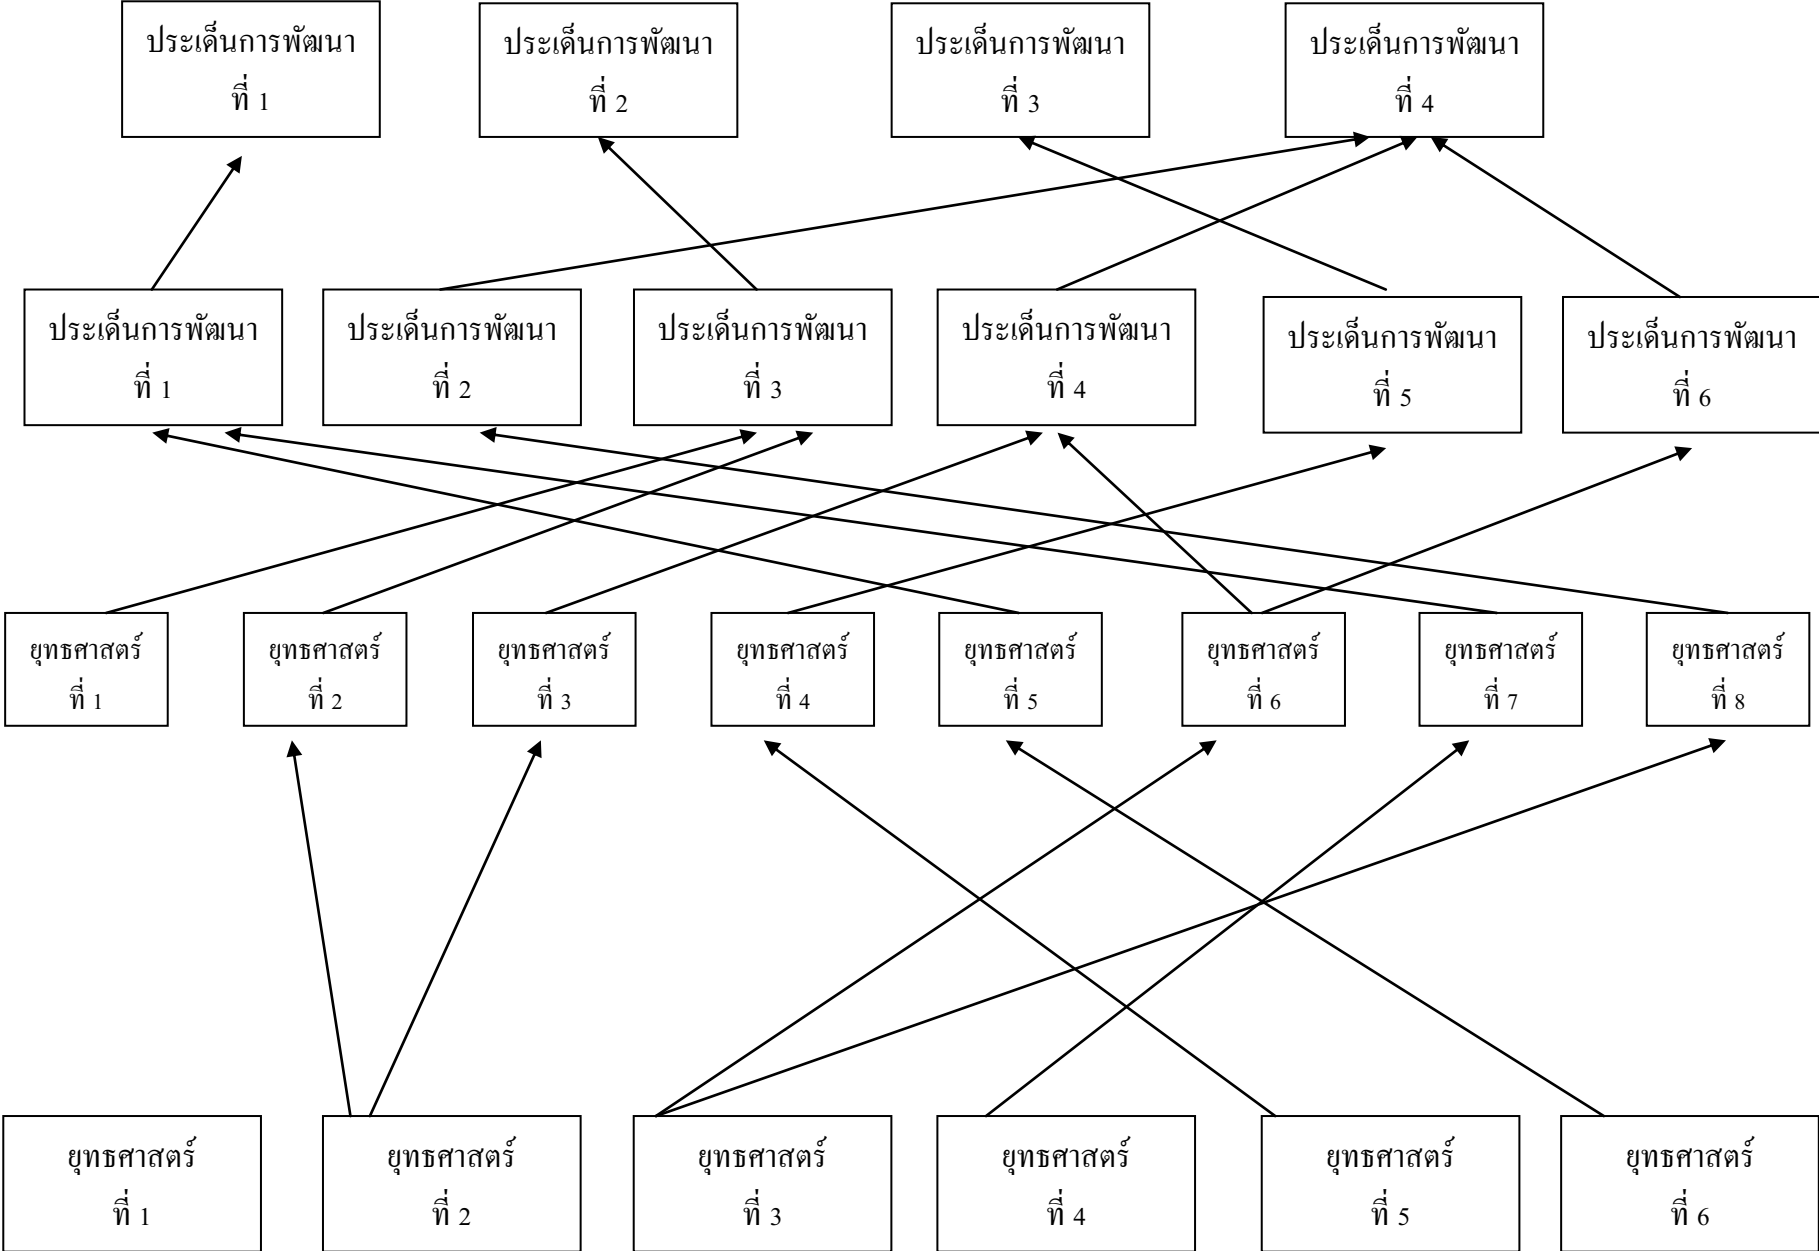 ประเด็นการพัฒนา
ที่ 1
ประเด็นการพัฒนา
ที่ 2
ประเด็นการพัฒนา
ที่ 3
ประเด็นการพัฒนา
ที่ 4
ประเด็นการพัฒนา
ที่ 1
ประเด็นการพัฒนา
ที่ 2
ประเด็นการพัฒนา
ที่ 3
ประเด็นการพัฒนา
ที่ 4
ประเด็นการพัฒนา
ที่ 5
ประเด็นการพัฒนา
ที่ 6
ยุทธศาสตร์
ที่ 1
ยุทธศาสตร์
ที่ 2
ยุทธศาสตร์
ที่ 3
ยุทธศาสตร์
ที่ 4
ยุทธศาสตร์
ที่ 5
ยุทธศาสตร์
ที่ 6
ยุทธศาสตร์
ที่ 7
ยุทธศาสตร์
ที่ 8
ยุทธศาสตร์
ที่ 1
ยุทธศาสตร์
ที่ 2
ยุทธศาสตร์
ที่ 3
ยุทธศาสตร์
ที่ 4
ยุทธศาสตร์
ที่ 5
ยุทธศาสตร์
ที่ 6